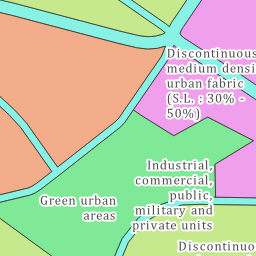 Discontinuous
medium densi
urban fabric
(S.L. : 30% -
50%)
Industrial,
commercial,
public,
military and
private units
Green urban
areas
Discontinuo